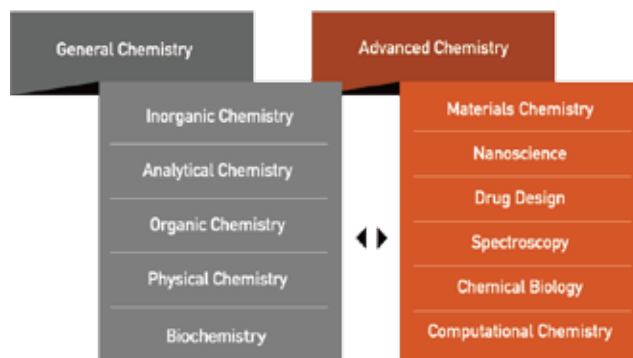 General Chemistry
Inorganic Chemistry
Analytical Chemistry
Organic Chemistry
Physical Chemistry
Biochemistry
Advanced Chemistry
Materials Chemistry
Nanoscience
Drug Design
Spectroscopy
Chemical Biology
Computational Chemistry